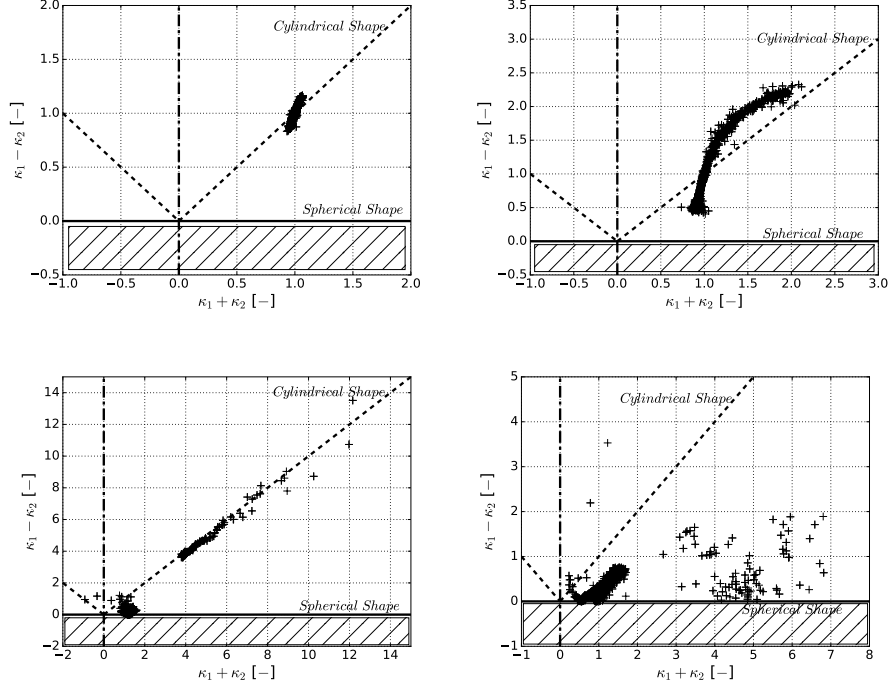 2.0
1.5
1.0
0.5
0.0
−0.5
−1.0 −0.5 0.0 0.5 1.0 1.5 2.0
κ1 + κ2 [−]
κ1 − κ2 [−]
Cylindrical Shape
Spherical Shape
3.5
3.0
2.5
2.0
1.5
1.0
0.5
0.0
−0.5
−1.0 −0.5 0.0 0.5 1.0 1.5 2.0 2.5 3.0
κ1 + κ2 [−]
κ1 − κ2 [−]
Cylindrical Shape
Spherical Shape
14
12
10
8
6
4
2
0
−2
−2 0 2 4 6 8 10 12 14
κ1 + κ2 [−]
κ1 − κ2 [−]
Cylindrical Shape
Spherical Shape
5
4
3
2
1
0
−1
−1 0 1 2 3 4 5 6 7 8
κ1 + κ2 [−]
κ1 − κ2 [−]
Cylindrical Shape
Spherical Shape